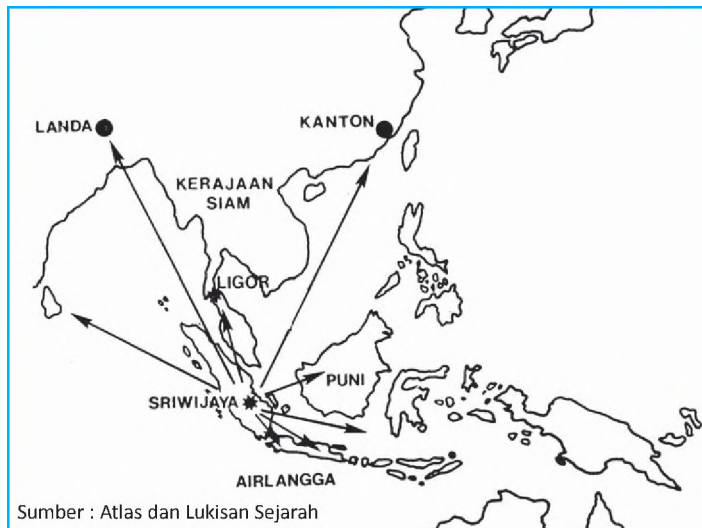 LANDA
KANTON
KERAJAAN
SIAM
LIGOR
PUNI
SRIWIJAYA
AIRLANGGA
Sumber : Atlas dan Lukisan Sejarah